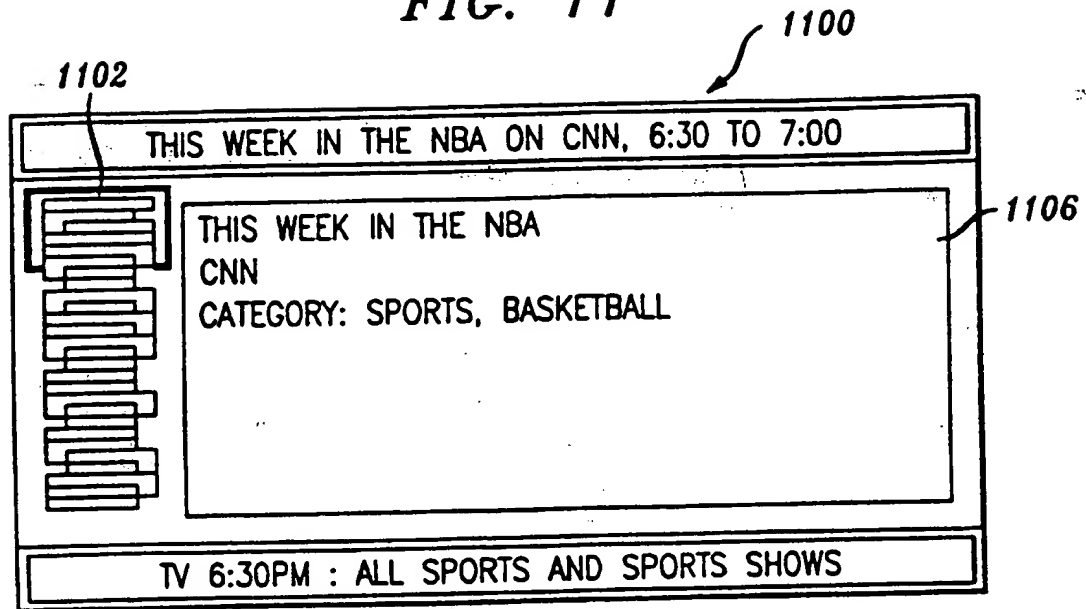 FIG. 11
1100
1102
THIS WEEK IN THE NBA ON CNN, 6:30 TO 7:00
1106
THIS WEEK IN THE NBA
CNN
CATEGORY: SPORTS, BASKETBALL
TV 6:30PM : ALL SPORTS AND SPORTS SHOWS